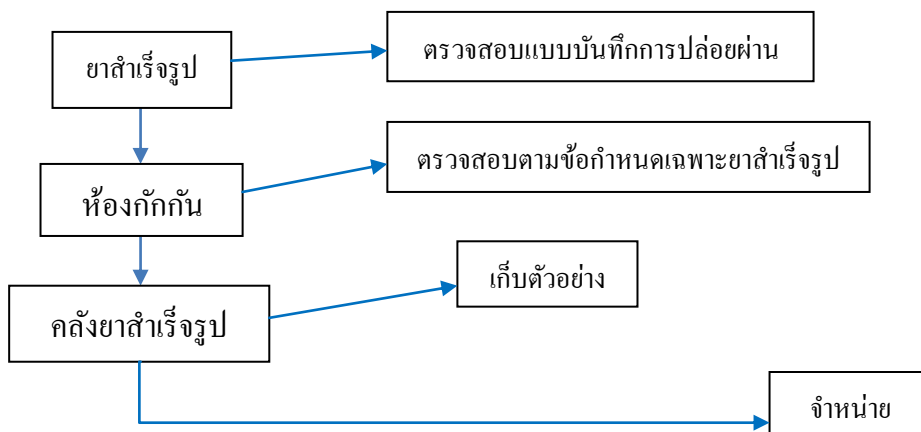 ยาสำเร็จรูป
ตรวจสอบแบบบันทึกการปล่อยผ่าน
ห้องกักกัน
ตรวจสอบตามข้อกำหนดเฉพาะยาสำเร็จรูป
คลังยาสำเร็จรูป
เก็บตัวอย่าง
จำหน่าย